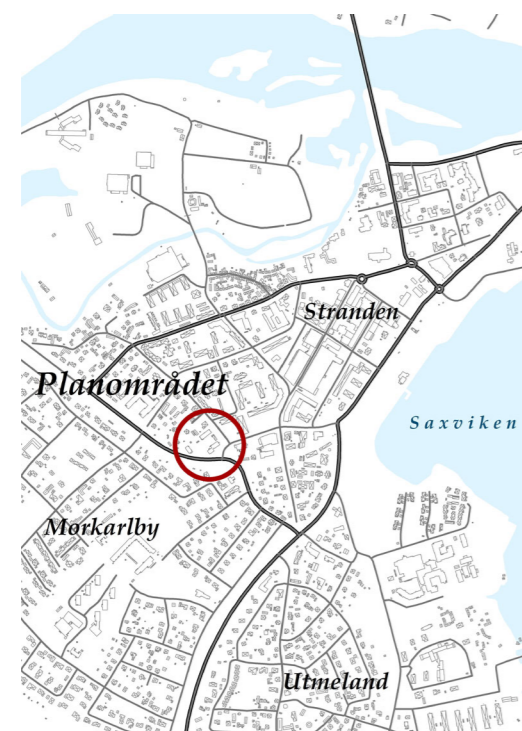 Stranden
Planområdet
Saxviken
Morkarlby
Utmeland